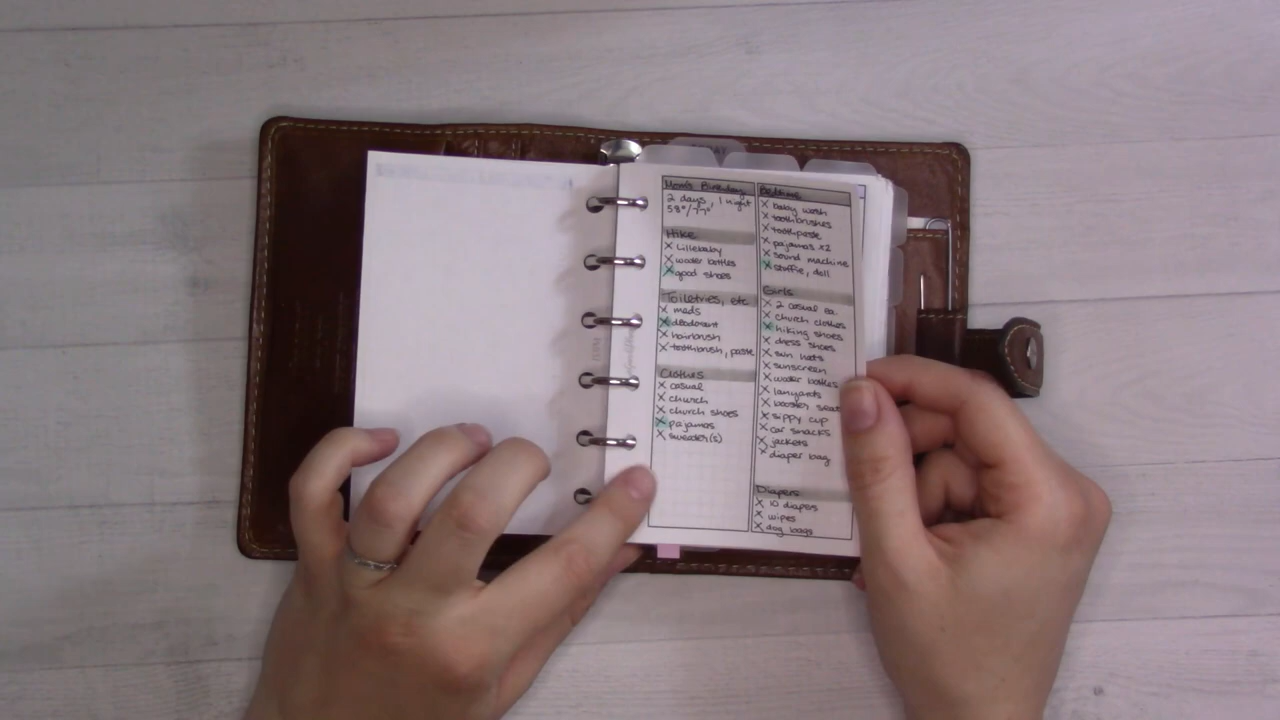 Mom's Birthday
2 days, 1 night
58°/77°
Hike
x Lillebaby
x water bottles
x good shoes
Toiletries, etc
x meds
x deodorant
x hairbrush
x toothbrush, paste
Clothes
x casual
x church
x church shoes
x pajamas
x sweater(s)
Bedtime
x baby wash
x toothbrushes
x toothpaste
x pajamas x2
x sound machine
x stuffie, doll
Girls
x 2 casual ea.
x church clothes
x hiking shoes
x dress shoes
x sun hats
x sunscreen
x water bottles
x lanyards
x booster seat
x sippy cup
x car snacks
x jackets
x diaper bag
Diapers
x 10 diapers
x wipes
x dog bags